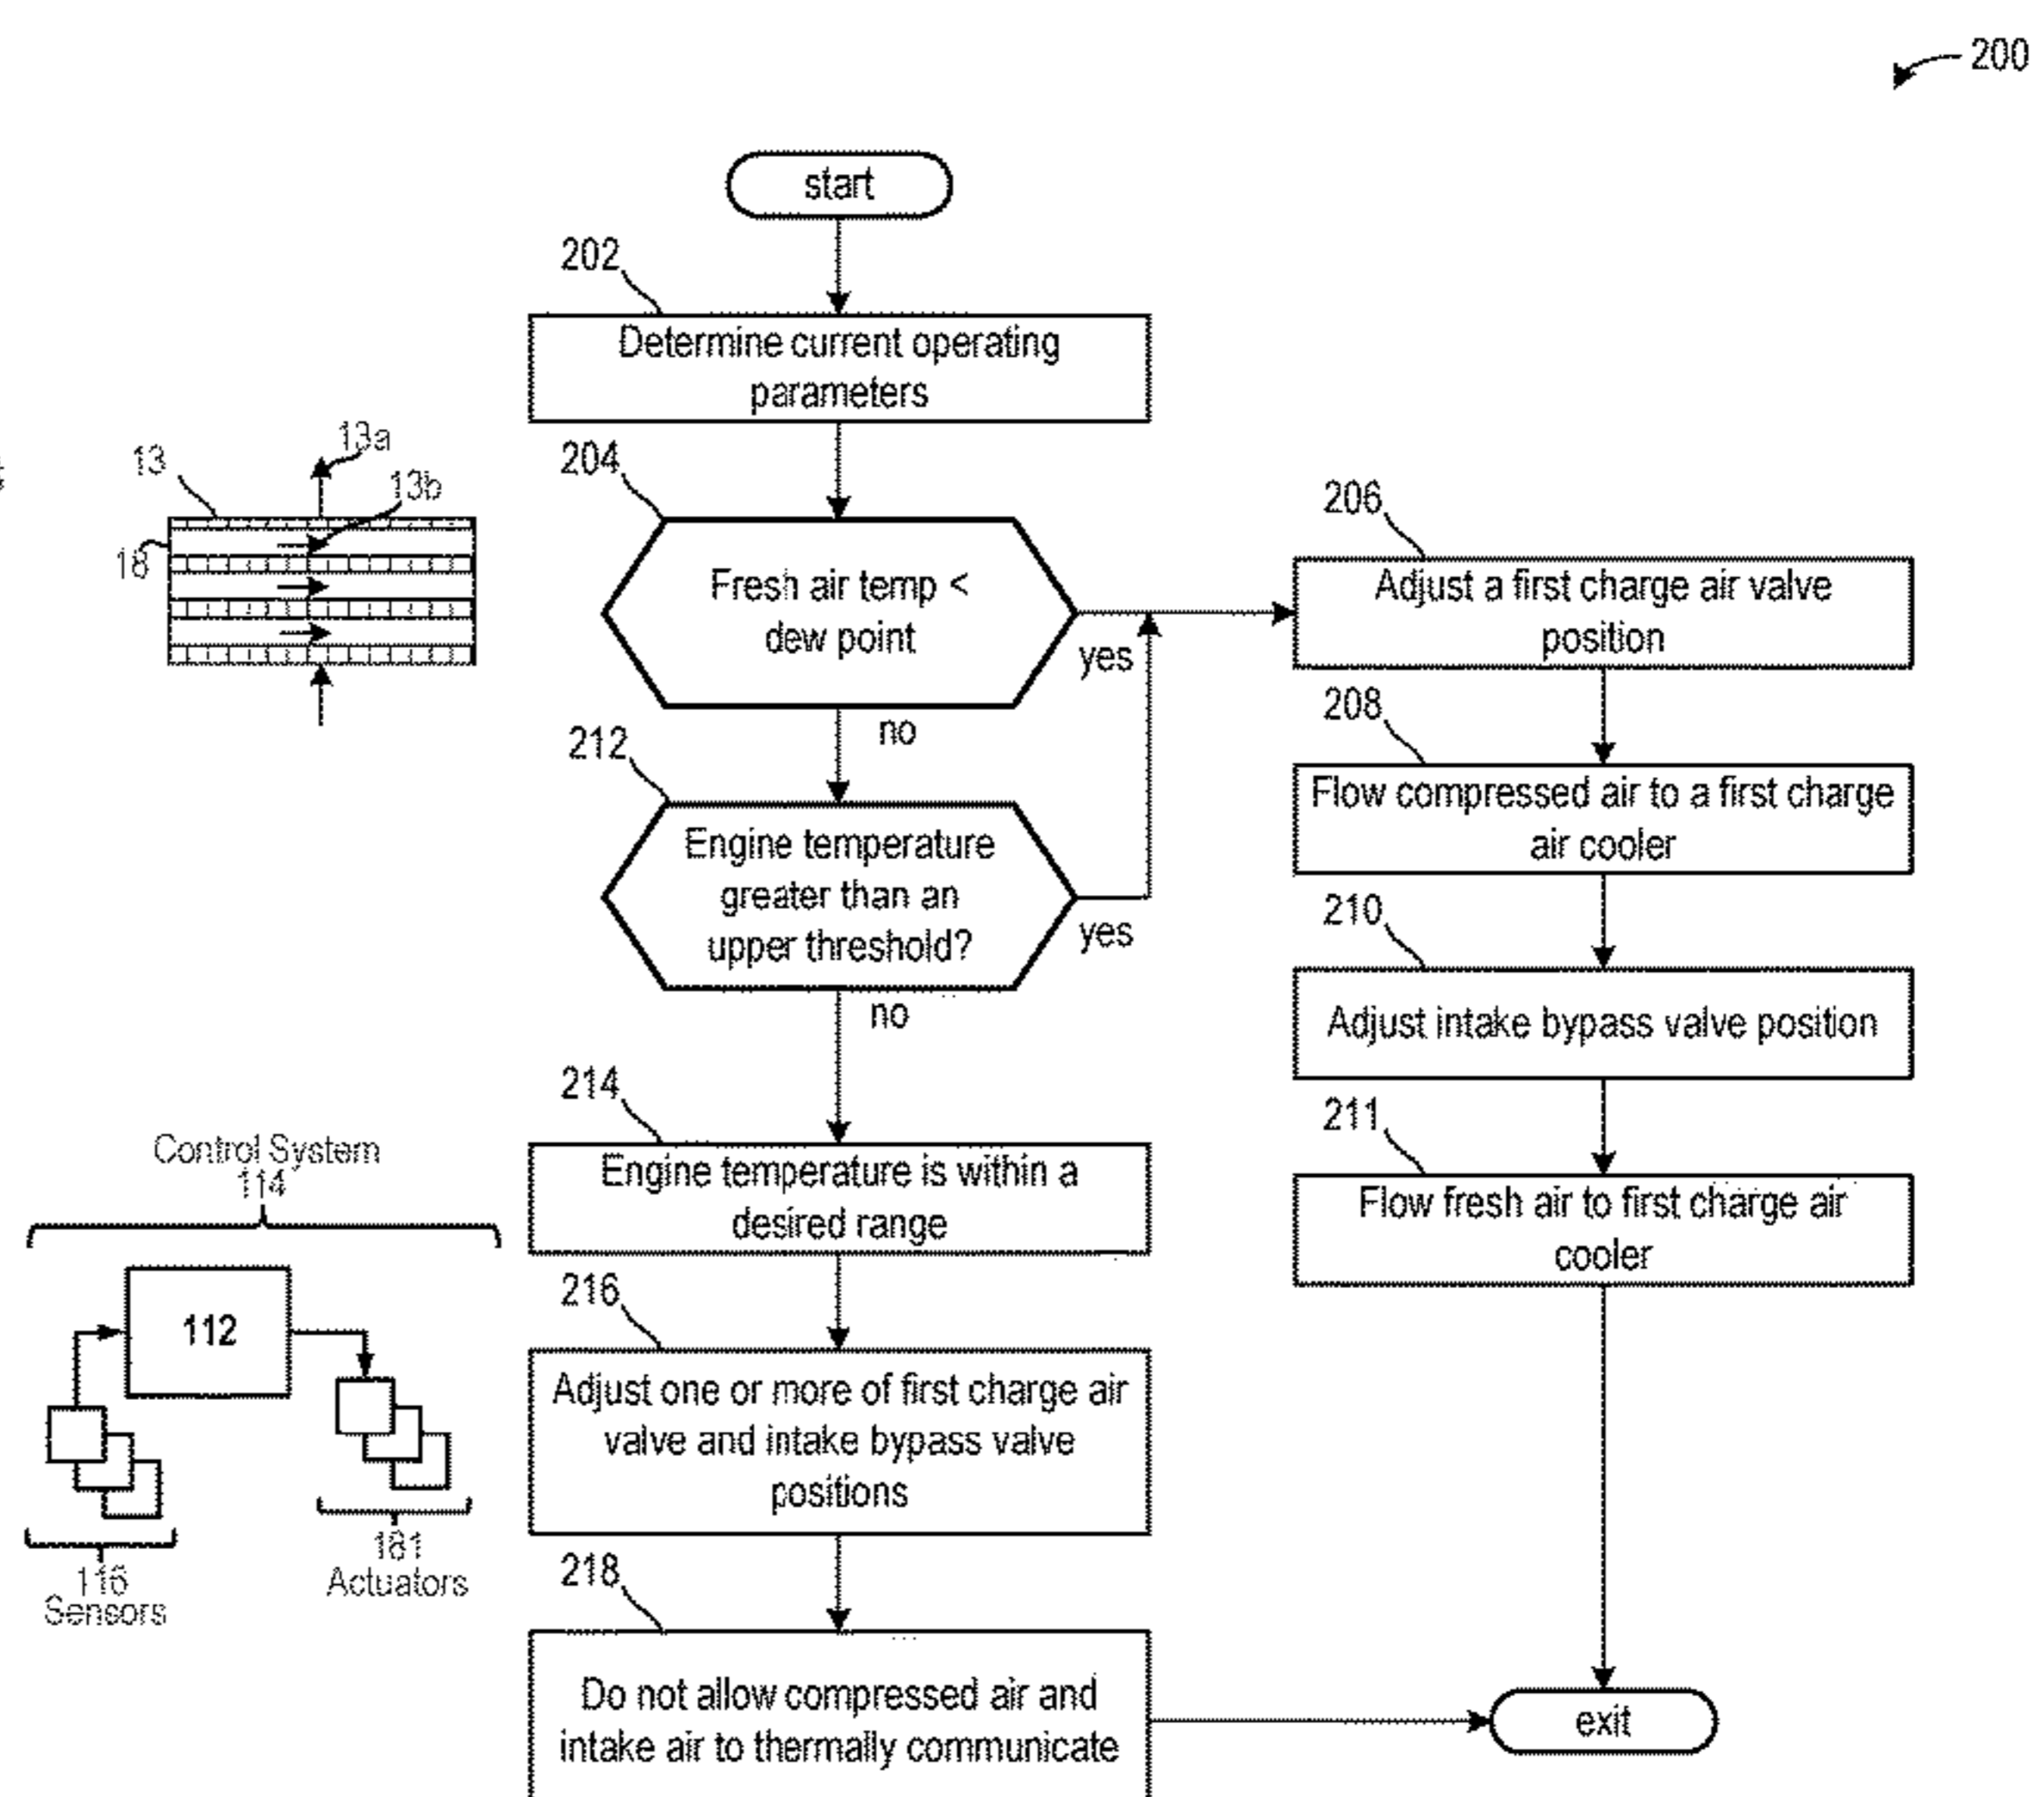 200
start
202
Determine current operating
parameters
13
13a
13b
18
204
Fresh air temp <
dew point
yes
no
206
Adjust a first charge air valve
position
208
Flow compressed air to a first charge
air cooler
212
Engine temperature
greater than an
upper threshold?
yes
no
210
Adjust intake bypass valve position
211
Flow fresh air to first charge air
cooler
214
Engine temperature is within a
desired range
Control System
114
112
116
Sensors
181
Actuators
216
Adjust one or more of first charge air
valve and intake bypass valve
positions
218
Do not allow compressed air and
intake air to thermally communicate
exit